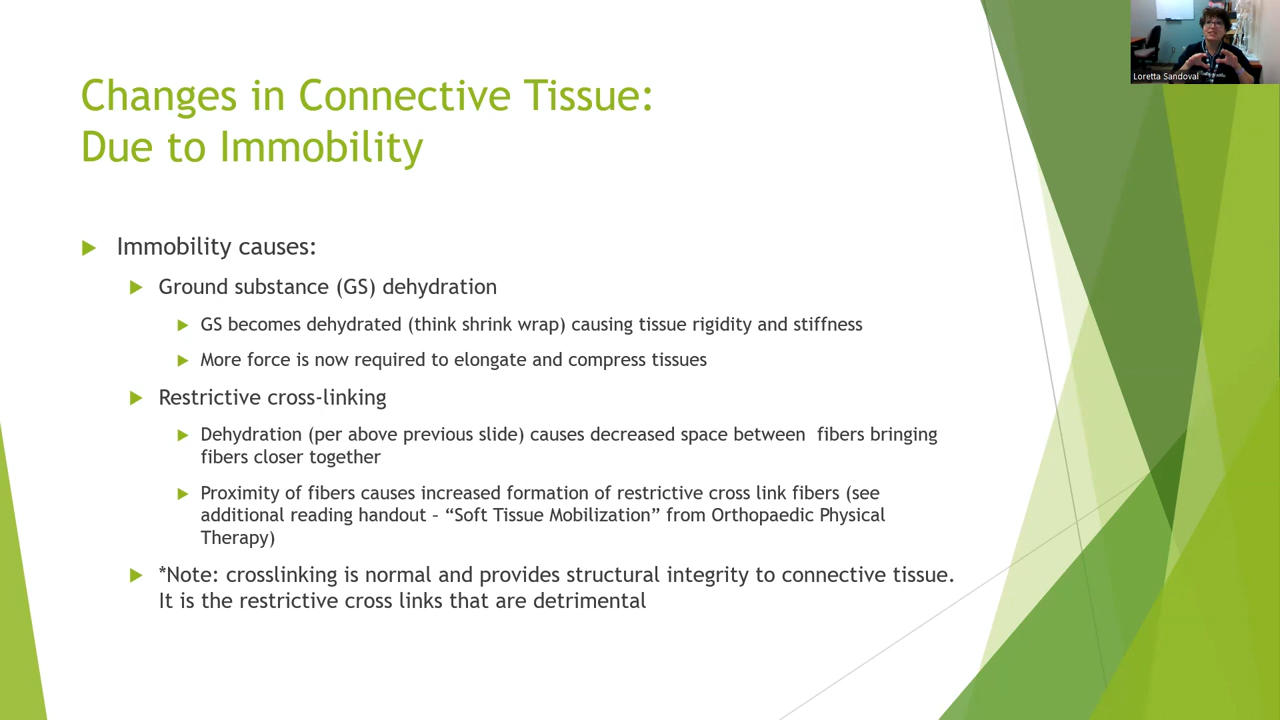 Loretta Sandoval
Changes in Connective Tissue:
Due to Immobility
Immobility causes:
Ground substance (GS) dehydration
GS becomes dehydrated (think shrink wrap) causing tissue rigidity and stiffness
More force is now required to elongate and compress tissues
Restrictive cross-linking
Dehydration (per above previous slide) causes decreased space between  fibers bringing
fibers closer together
Proximity of fibers causes increased formation of restrictive cross link fibers (see
additional reading handout – “Soft Tissue Mobilization” from Orthopaedic Physical
Therapy)
*Note: crosslinking is normal and provides structural integrity to connective tissue.
It is the restrictive cross links that are detrimental